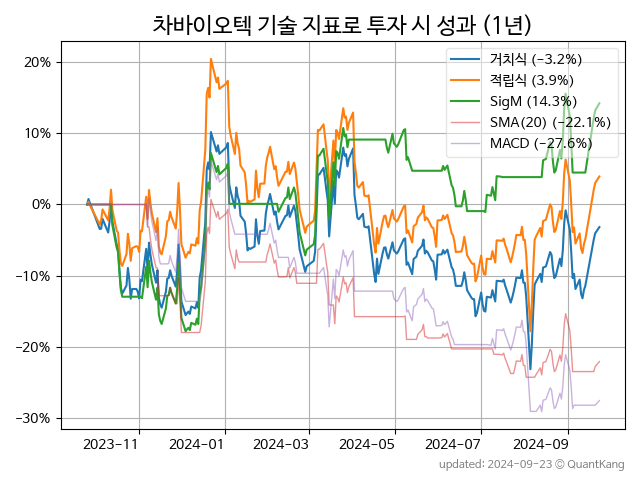 차바이오텍 기술 지표로 투자 시 성과 (1년)
거치식 (−3.2%)
적립식 (3.9%)
SigM (14.3%)
SMA(20) (−22.1%)
MACD (−27.6%)
20%
10%
0%
−10%
−20%
−30%
2023−11 2024−01 2024−03 2024−05 2024−07 2024−09
updated: 2024−09−23 © QuantKang